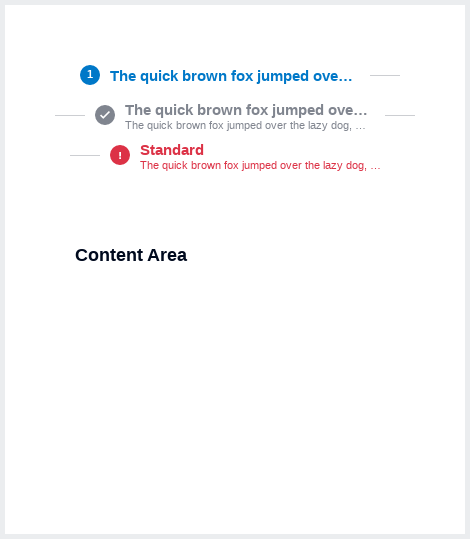 1 The quick brown fox jumped ove…
The quick brown fox jumped ove…
The quick brown fox jumped over the lazy dog, …
Standard
The quick brown fox jumped over the lazy dog, …
Content Area